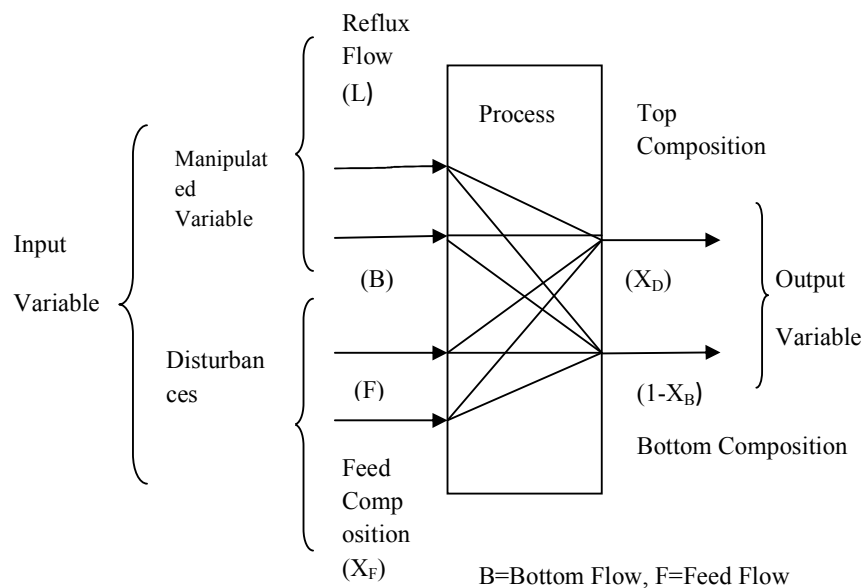 Reflux
Flow
(L)
Process
Top
Composition
Manipulat
ed
Variable
Input
Variable
(B)
(X_D)
Output
Variable
Disturban
ces
(F)
(1-X_B)
Bottom Composition
Feed
Comp
osition
(X_F)
B=Bottom Flow, F=Feed Flow